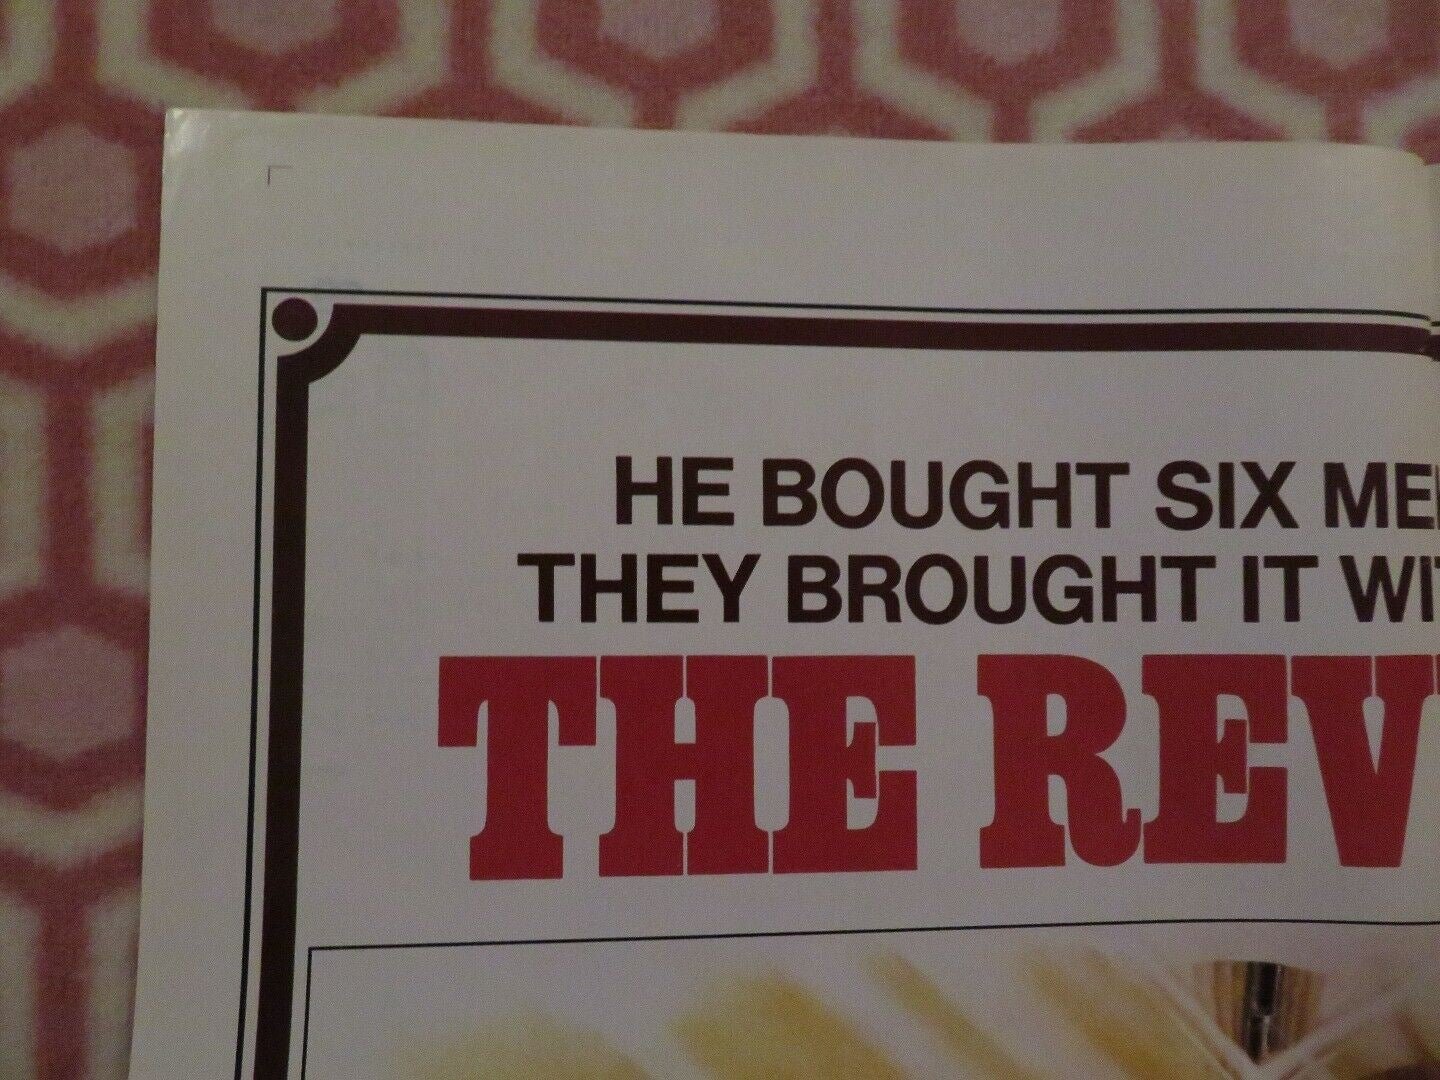 HE BOUGHT SIX ME
THEY BROUGHT IT WI
THE REV